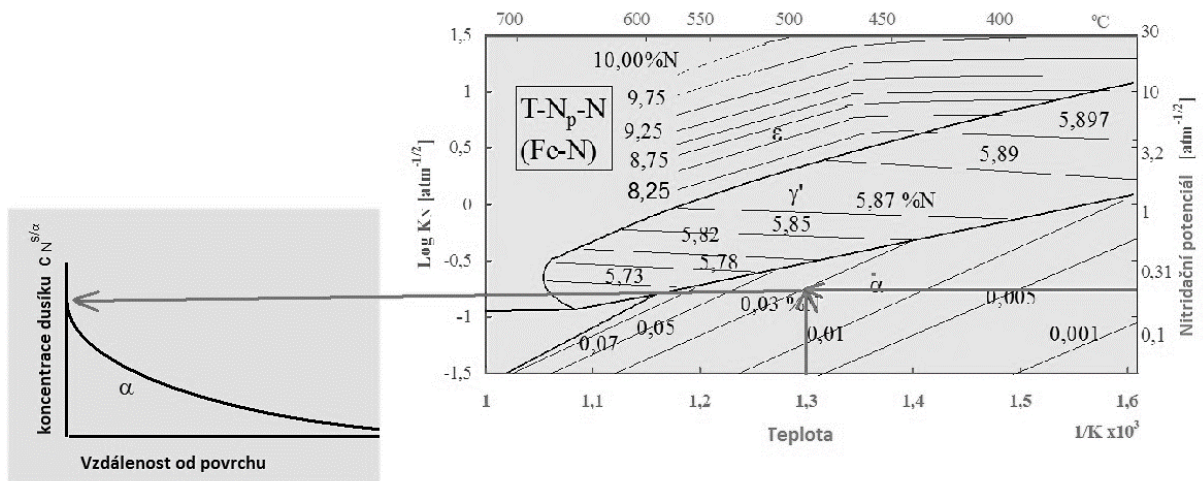 700 600 550 500 450 400 ºC
1,5 30
10,00%N
1 T-Np-N 9,75 10
(Fe-N) 9,25 ε 5,897
0,5 8,75 5,89 3,2
8,25
0 γ' 5,87 %N 1
5,82 5,85
-0,5 5,78 0,31
5,73 α
-1 0,03 %N 0,005
0,05 0,01 0,001 0,1
0,07
-1,5
1 1,1 1,2 1,3 1,4 1,5 1,6
Teplota 1/K x10³
Log KN [atm⁻¹/²]
Nitridační potenciál [atm⁻¹/²]
koncentrace dusíku C N S/α
α
Vzdálenost od povrchu